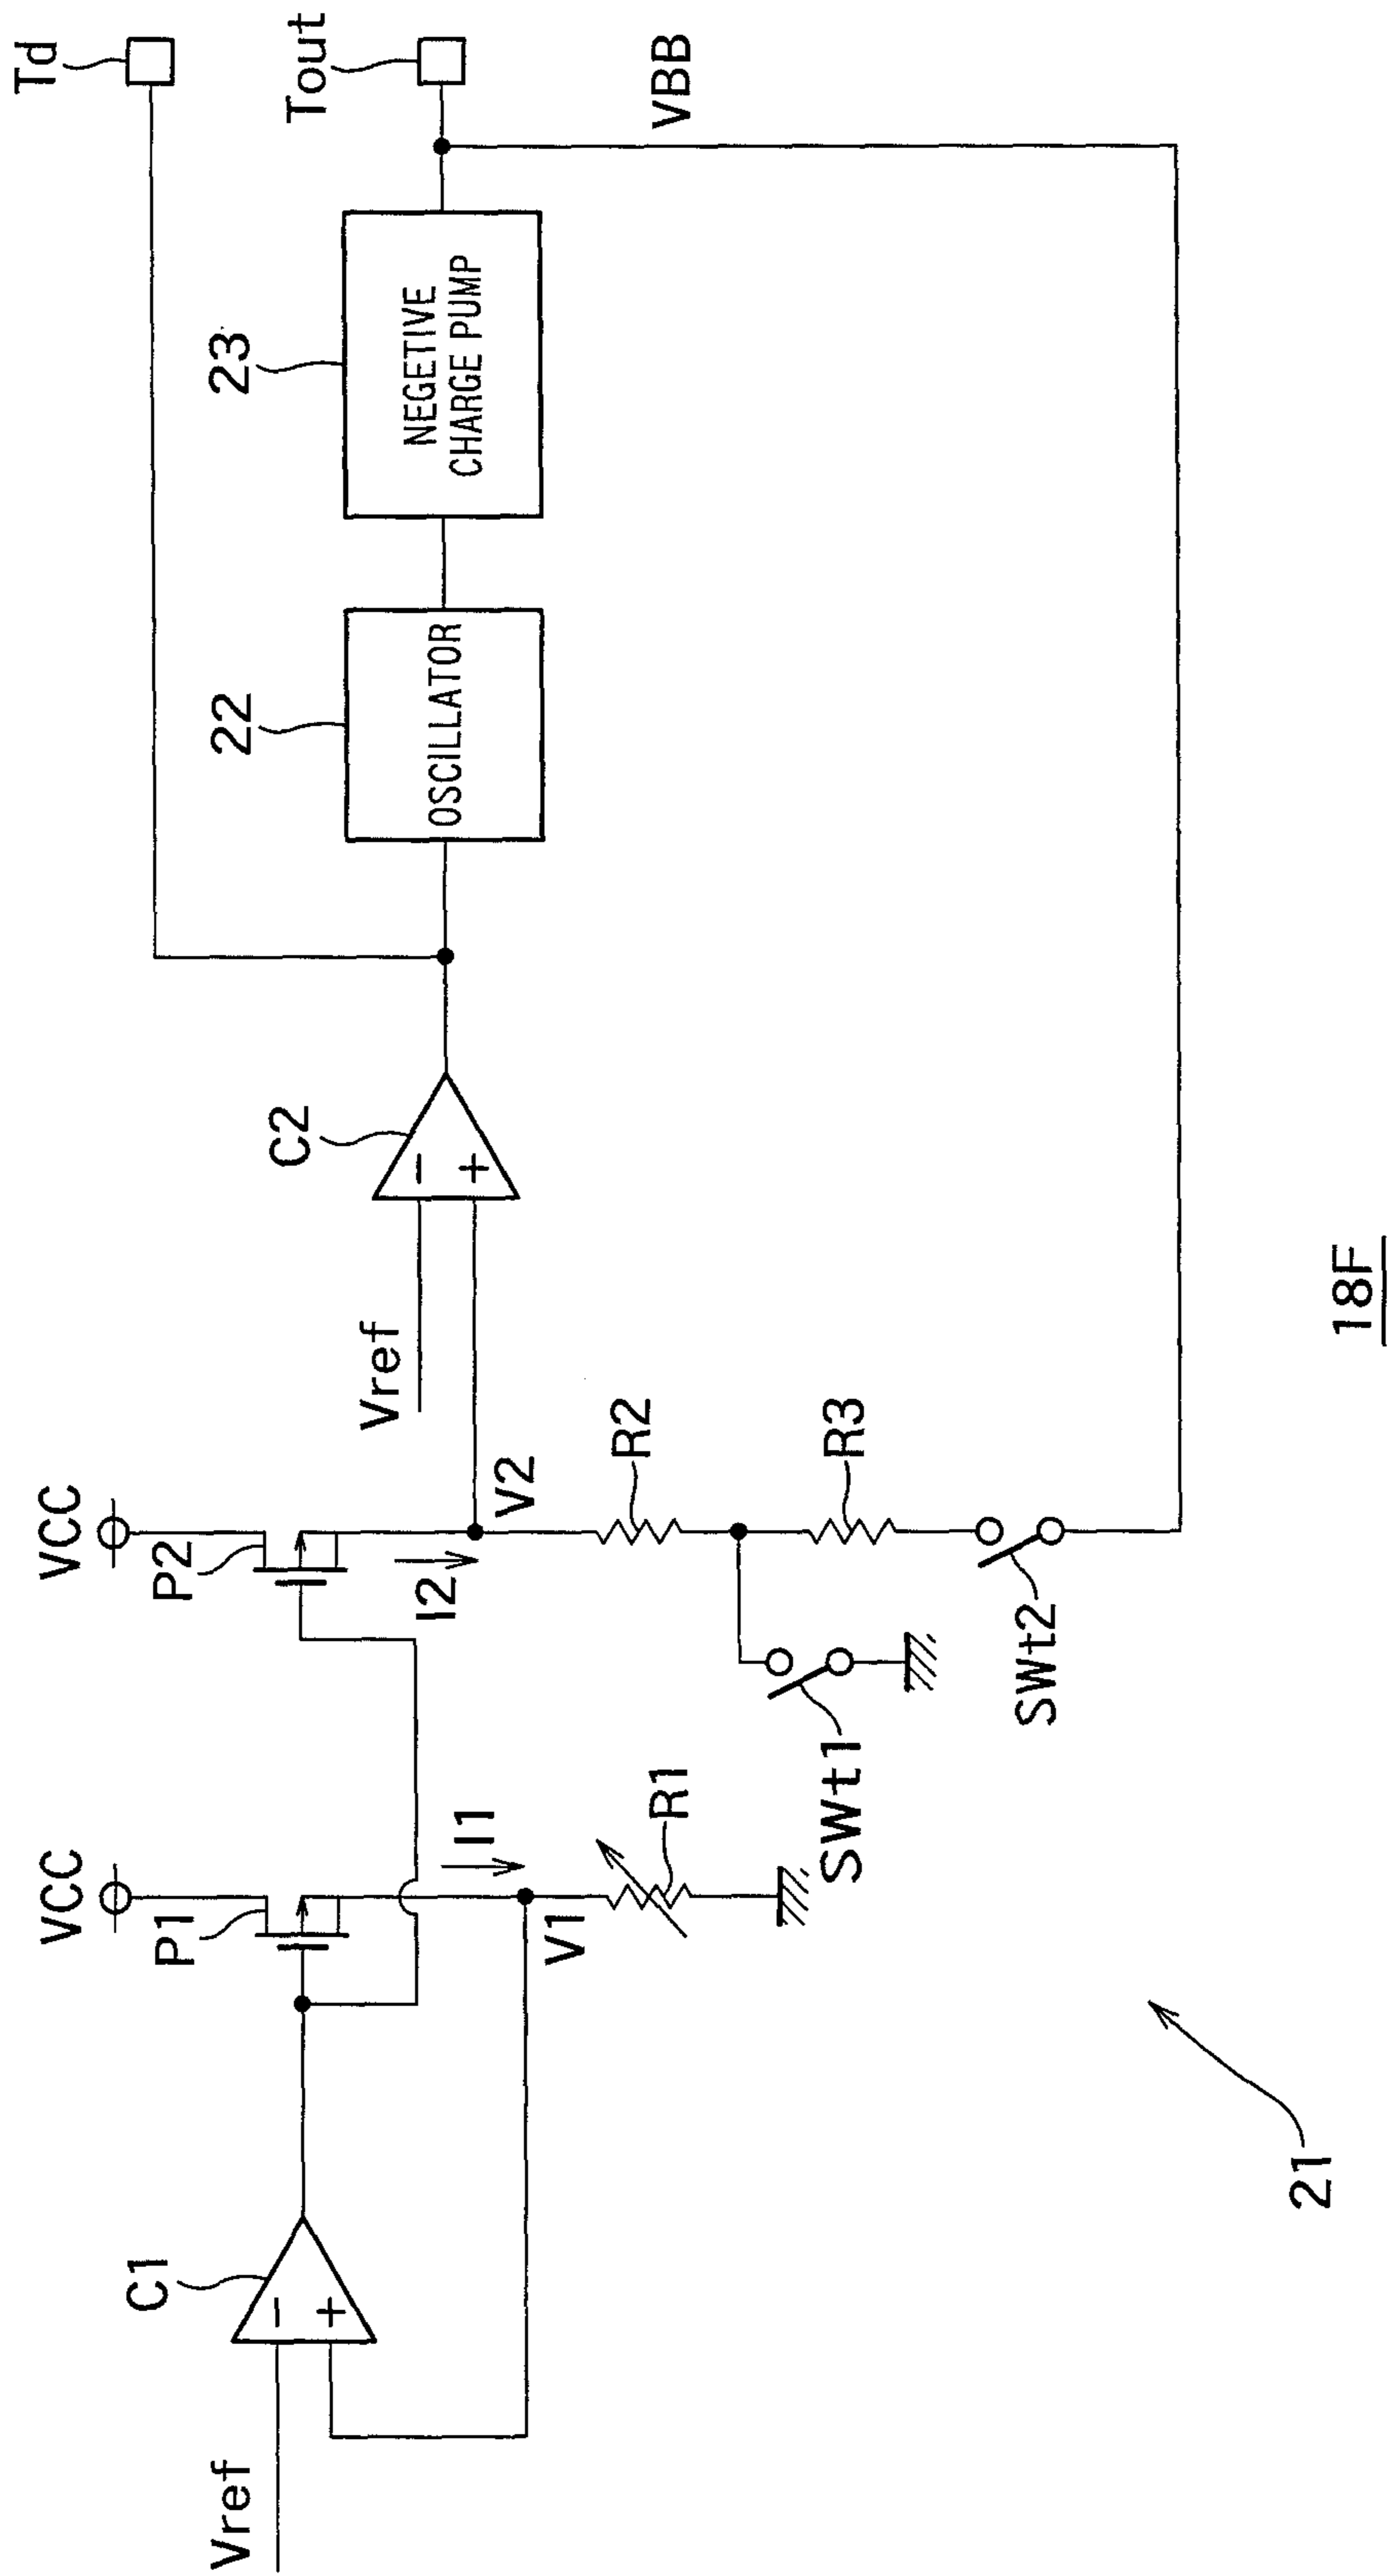 Td
Tout
VBB
23
NEGETIVE
CHARGE PUMP
22
OSCILLATOR
C2
−
+
Vref
VCC
P2
I2
V2
R2
R3
SWt1
SWt2
VCC
P1
I1
V1
R1
C1
−
+
Vref
21
18F